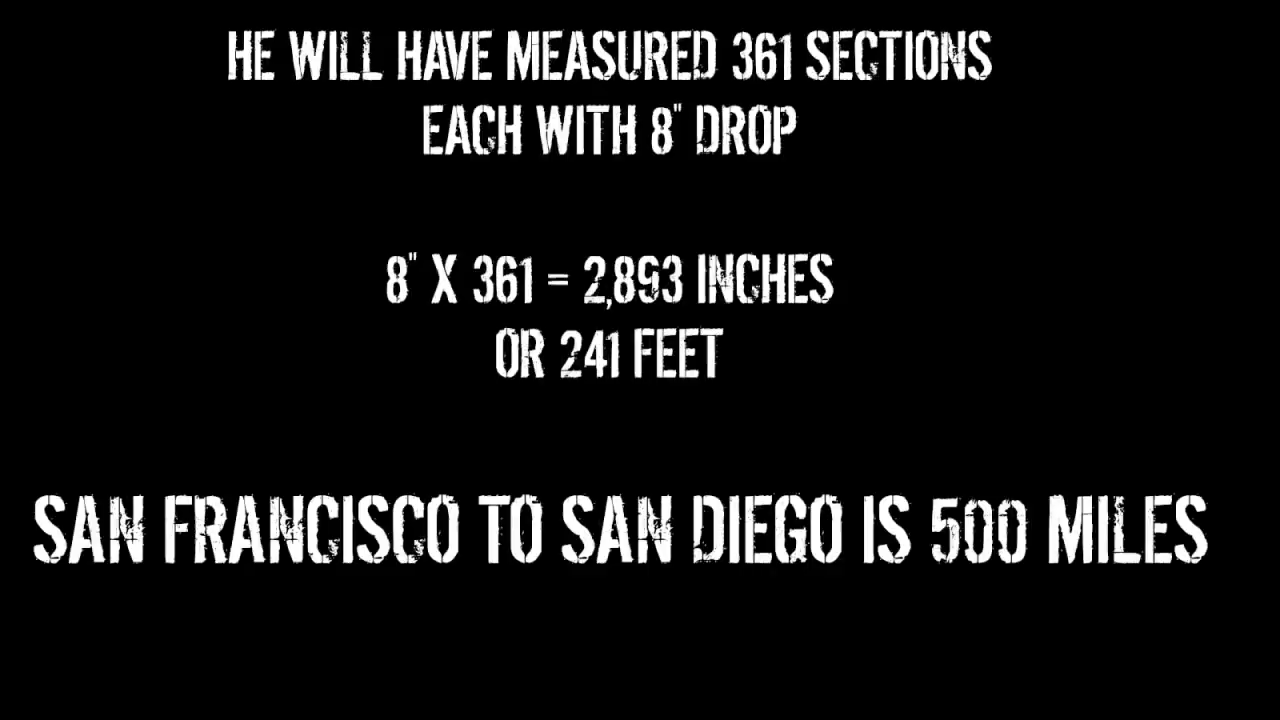 HE WILL HAVE MEASURED 361 SECTIONS
EACH WITH 8" DROP
8" X 361 = 2,893 INCHES
OR 241 FEET
SAN FRANCISCO TO SAN DIEGO IS 500 MILES